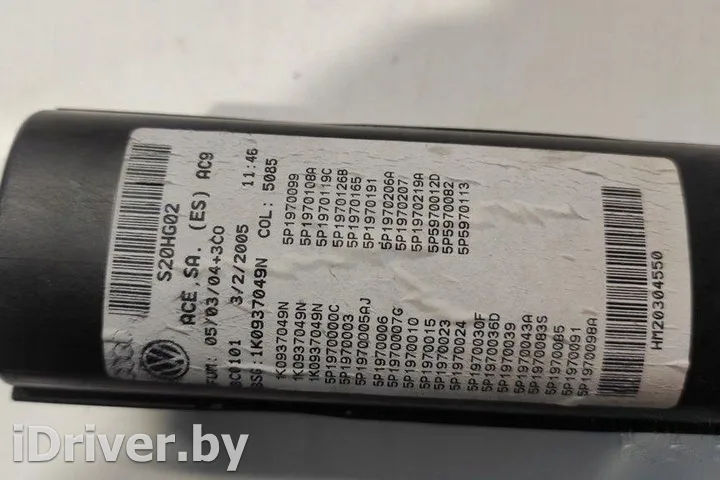 S20HG02
ACE,SA. (ES) AC9
FUM: 05/03/04+3C0
3C0101 3/2/2005 11:46
BSG:1K0937049N COL: 5085
1K0937049N 5P1970099
1K0937049N 5P1970108A
1K0937049N 5P1970119C
5P1970000C 5P1970126B
5P1970003 5P1970165
5P1970005AJ 5P1970191
5P1970006 5P1970206A
5P1970007G 5P1970207
5P1970010 5P1970219A
5P1970015 5P5970012D
5P1970023 5P5970082
5P1970024 5P5970113
5P1970030F
5P1970036D
5P1970039
5P1970043A
5P1970083S
5P1970085
5P1970091
5P1970098A
HM20304550
iDriver.by